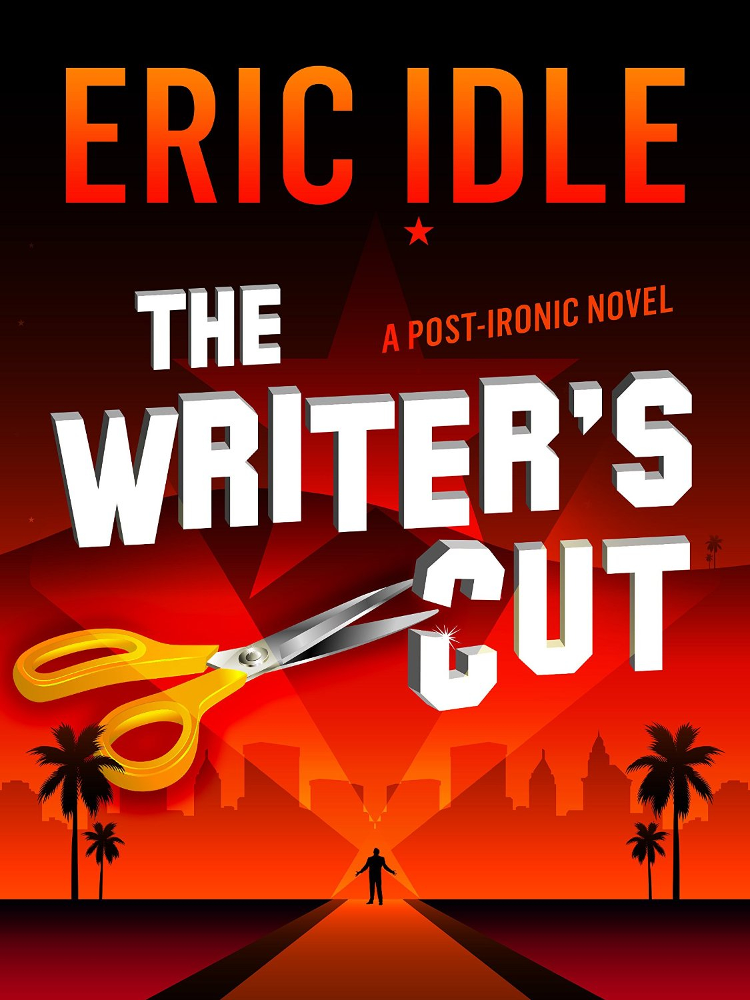 ERIC IDLE
THE
A POST-IRONIC NOVEL
WRITER'S
CUT